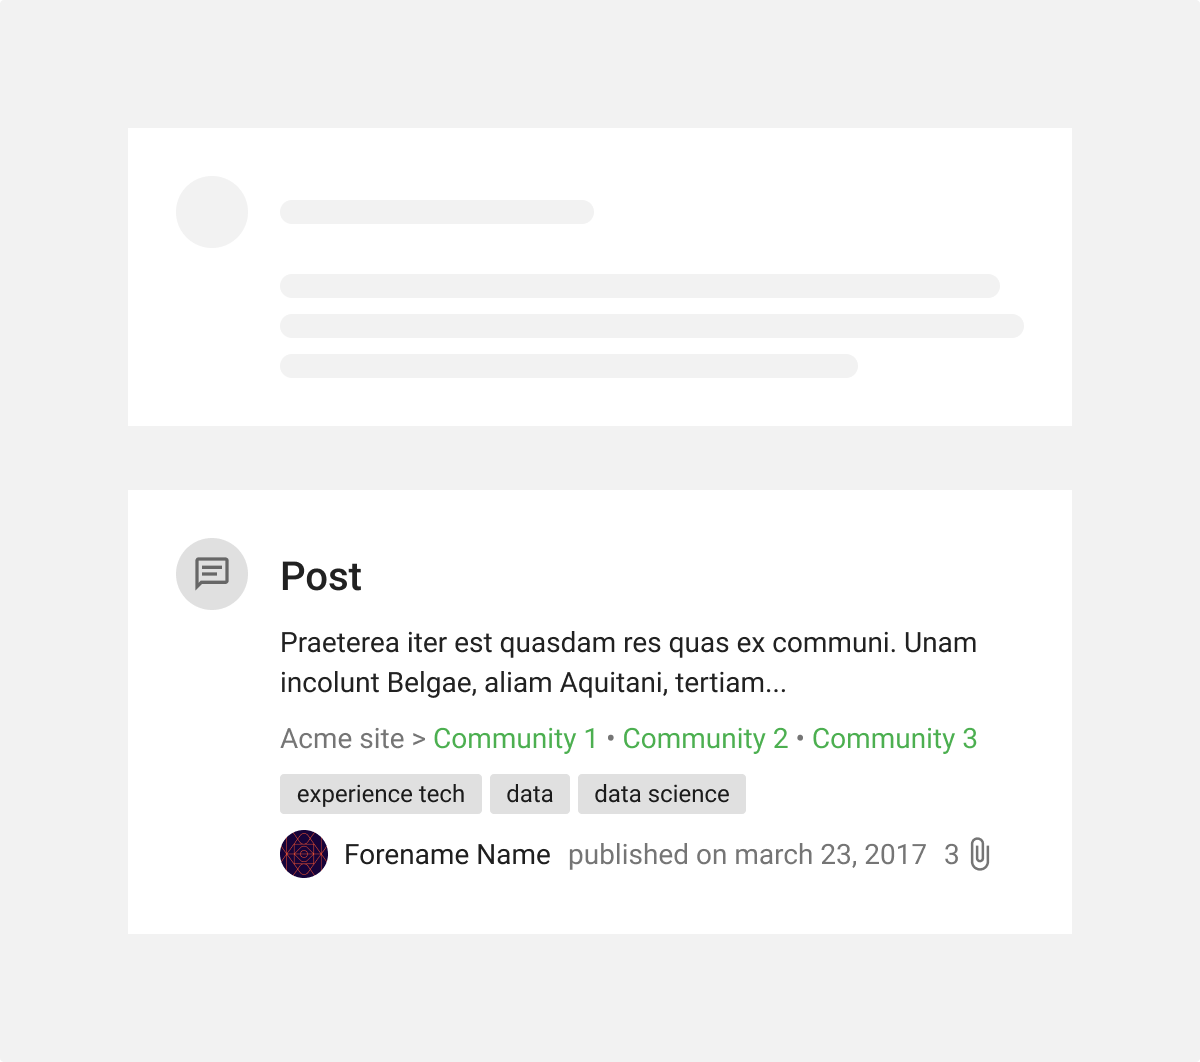 Post
Praeterea iter est quasdam res quas ex communi. Unam
incolunt Belgae, aliam Aquitani, tertiam...
Acme site > Community 1 • Community 2 • Community 3
experience tech data data science
Forename Name published on march 23, 2017 3